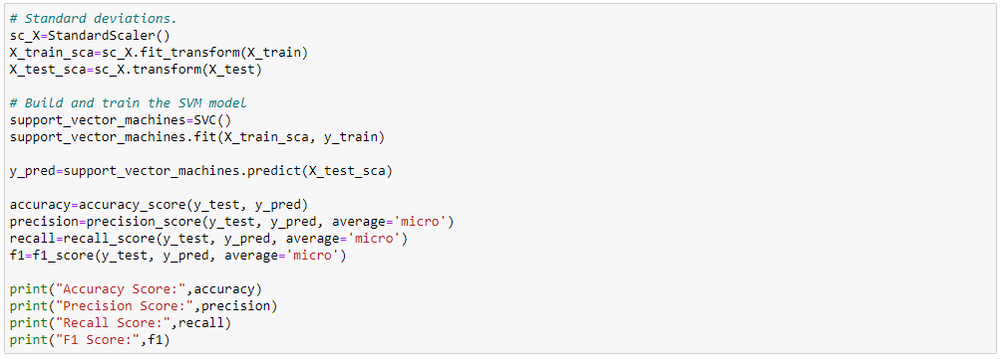 # Standard deviations.
sc_X=StandardScaler()
X_train_sca=sc_X.fit_transform(X_train)
X_test_sca=sc_X.transform(X_test)
# Build and train the SVM model
support_vector_machines=SVC()
support_vector_machines.fit(X_train_sca, y_train)
y_pred=support_vector_machines.predict(X_test_sca)
accuracy=accuracy_score(y_test, y_pred)
precision=precision_score(y_test, y_pred, average='micro')
recall=recall_score(y_test, y_pred, average='micro')
f1=f1_score(y_test, y_pred, average='micro')
print("Accuracy Score:",accuracy)
print("Precision Score:",precision)
print("Recall Score:",recall)
print("F1 Score:",f1)